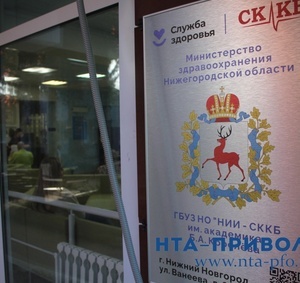 Служба
здоровья
СККБ
Министерство
здравоохранения
Нижегородской области
ГБУЗ НО "НИИ - СККБ
им. академика
НТА-ПРИВОЛ
www.nta-pfo.
г. Нижний Новгород
ул. Ванеева